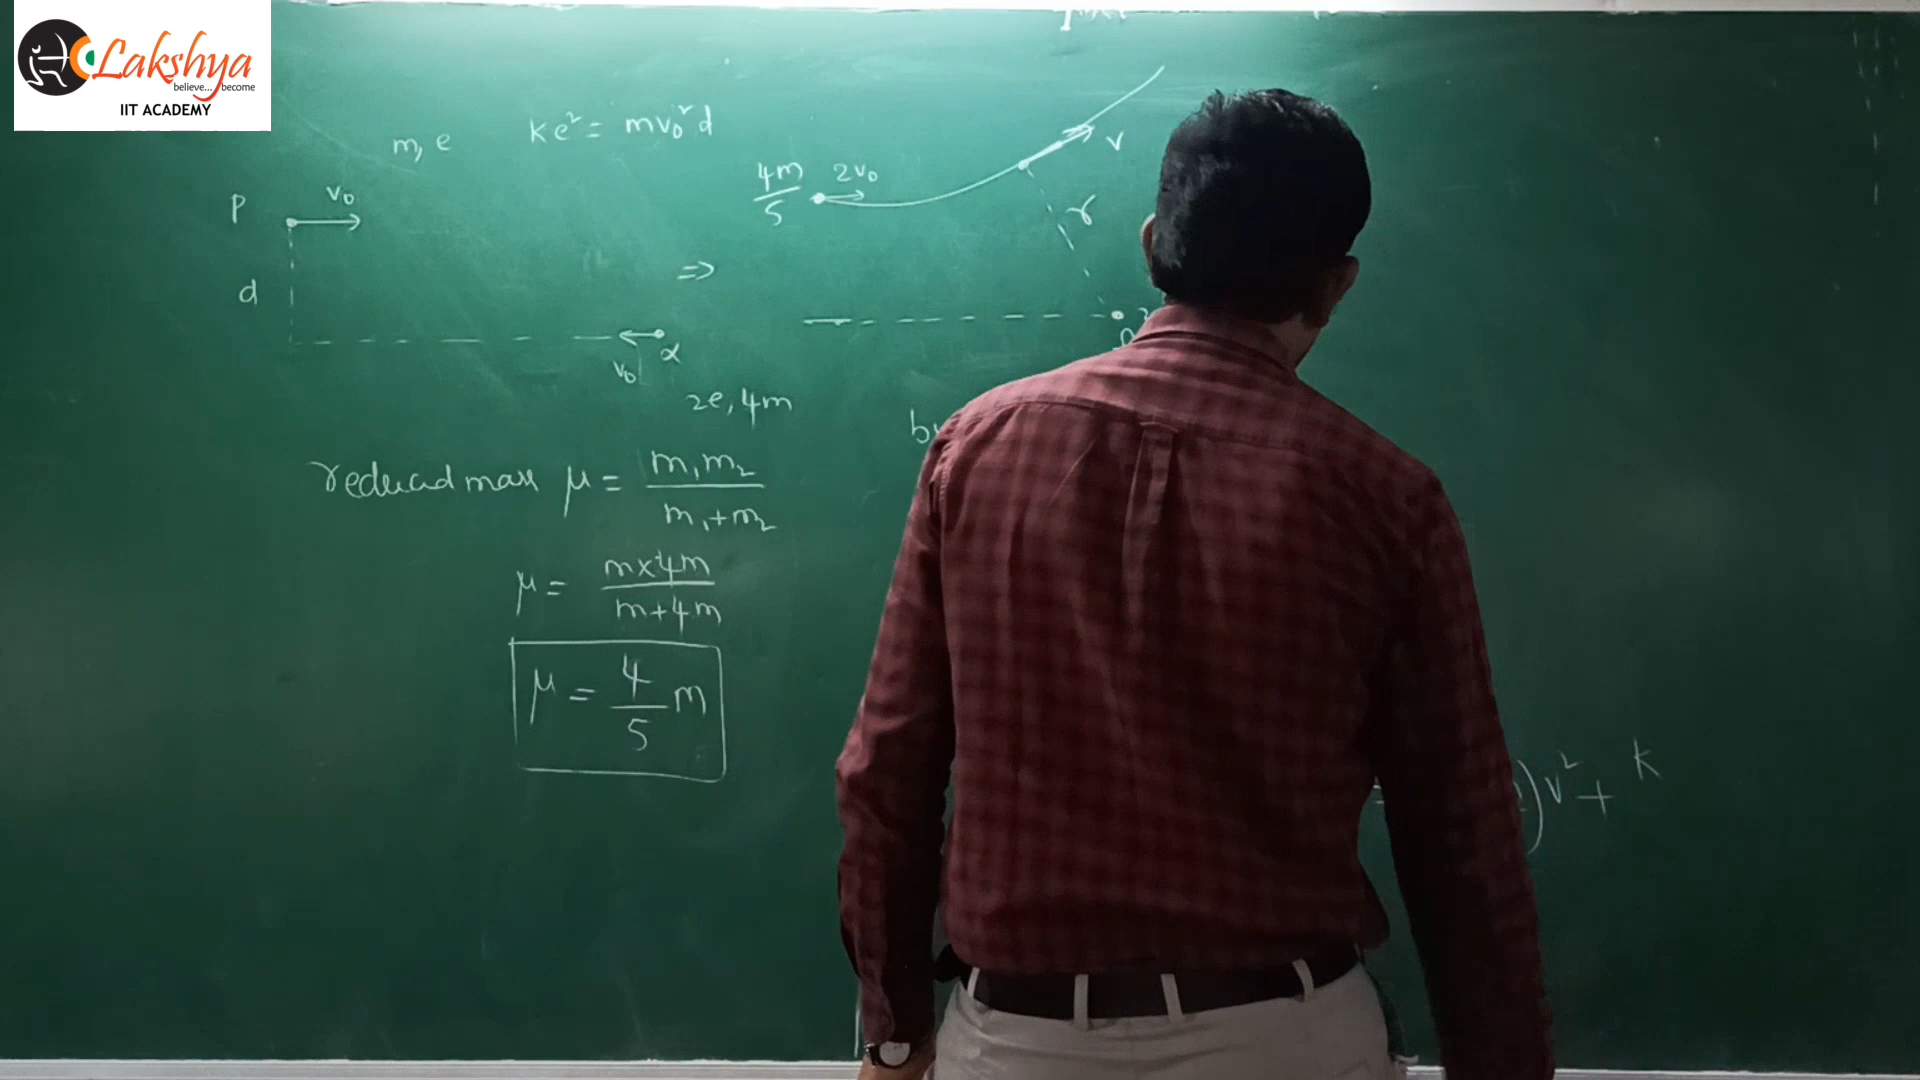 Lakshya
believe... become
IIT ACADEMY
m, e
ke² = mv₀²d
P
v₀
d
v₀
α
2e, 4m
⇒
4m/5
2v₀
v
r
reduced mass μ = m₁m₂/m₁+m₂
μ = m×4m/m+4m
μ = 4/5 m
by
)v² + k